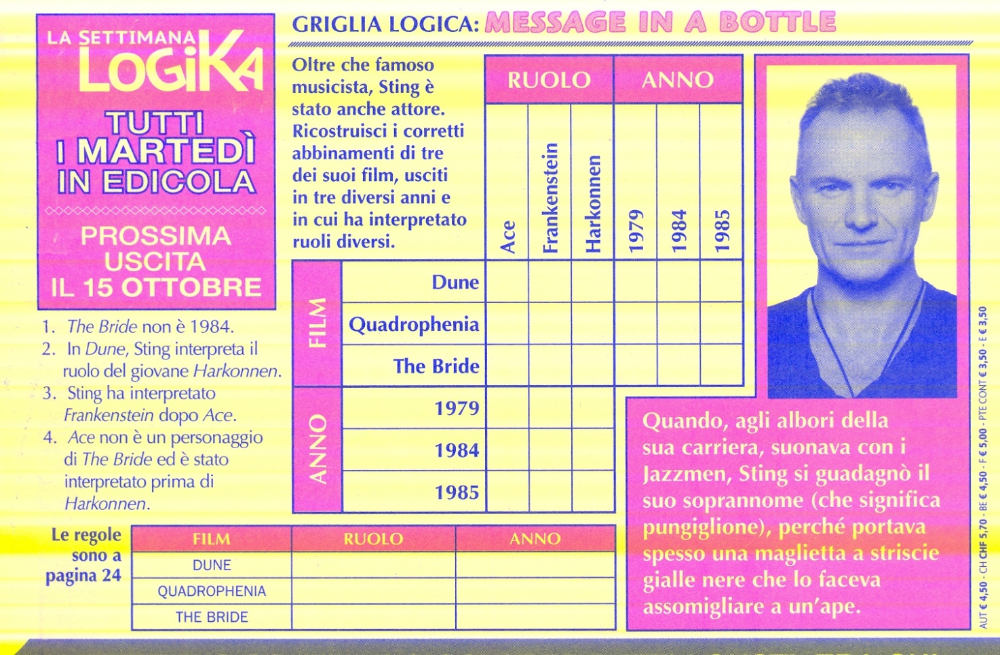 LA SETTIMANA
LOGIKA
TUTTI
I MARTEDÌ
IN EDICOLA
PROSSIMA
USCITA
IL 15 OTTOBRE
GRIGLIA LOGICA: MESSAGE IN A BOTTLE
Oltre che famoso
musicista, Sting è
stato anche attore.
Ricostruisci i corretti
abbinamenti di tre
dei suoi film, usciti
in tre diversi anni e
in cui ha interpretato
ruoli diversi.
RUOLO ANNO
Ace Frankenstein Harkonnen 1979 1984 1985
FILM
Dune
Quadrophenia
The Bride
ANNO
1979
1984
1985
1. The Bride non è 1984.
2. In Dune, Sting interpreta il
ruolo del giovane Harkonnen.
3. Sting ha interpretato
Frankenstein dopo Ace.
4. Ace non è un personaggio
di The Bride ed è stato
interpretato prima di
Harkonnen.
Le regole
sono a
pagina 24
FILM RUOLO ANNO
DUNE
QUADROPHENIA
THE BRIDE
Quando, agli albori della
sua carriera, suonava con i
Jazzmen, Sting si guadagnò il
suo soprannome (che significa
pungiglione), perché portava
spesso una maglietta a striscie
gialle nere che lo faceva
assomigliare a un'ape.
AUT € 4,50 - CH CHF 5,70 - BE € 4,50 - F € 5,00 - PTE CONT € 3,50 - E € 3,50